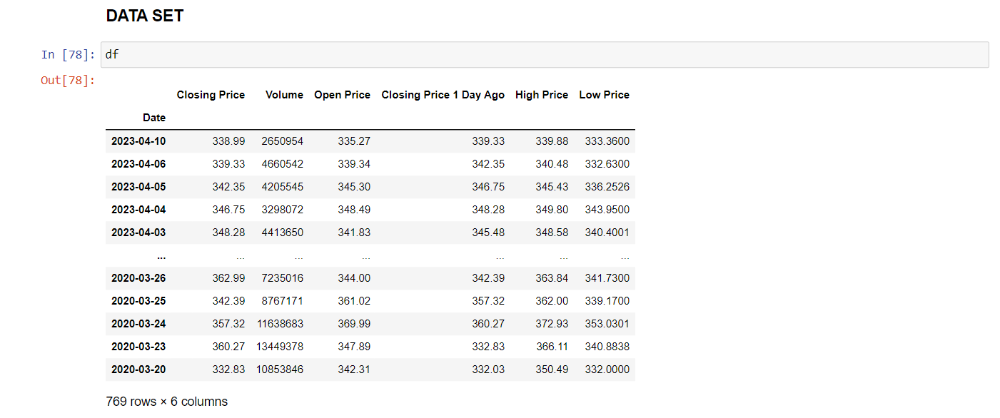 DATA SET
In [78]: df
Out[78]:
Closing Price Volume Open Price Closing Price 1 Day Ago High Price Low Price
Date
2023-04-10 338.99 2650954 335.27 339.33 339.88 333.3600
2023-04-06 339.33 4660542 339.34 342.35 340.48 332.6300
2023-04-05 342.35 4205545 345.30 346.75 345.43 336.2526
2023-04-04 346.75 3298072 348.49 348.28 349.80 343.9500
2023-04-03 348.28 4413650 341.83 345.48 348.58 340.4001
... ... ... ... ... ... ...
2020-03-26 362.99 7235016 344.00 342.39 363.84 341.7300
2020-03-25 342.39 8767171 361.02 357.32 362.00 339.1700
2020-03-24 357.32 11638683 369.99 360.27 372.93 353.0301
2020-03-23 360.27 13449378 347.89 332.83 366.11 340.8838
2020-03-20 332.83 10853846 342.31 332.03 350.49 332.0000
769 rows × 6 columns